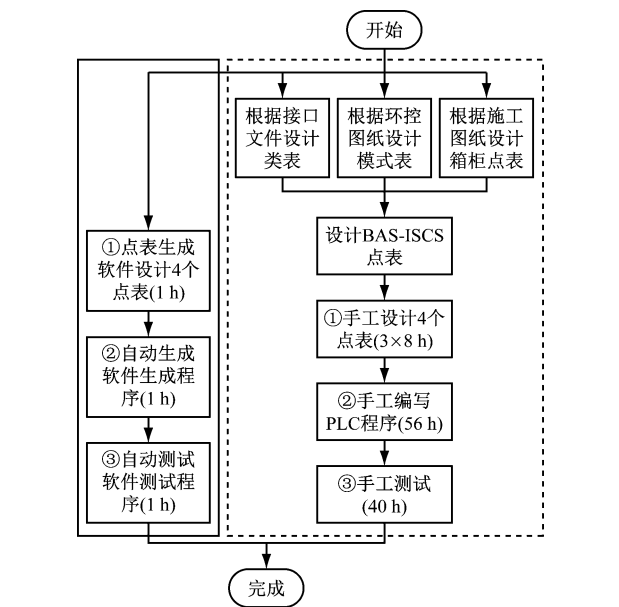 开始
根据接口
文件设计
类表
根据环控
图纸设计
模式表
根据施工
图纸设计
箱柜点表
设计BAS-ISCS
点表
①点表生成
软件设计4个
点表(1 h)
①手工设计4个
点表(3×8 h)
②自动生成
软件生成程
序(1 h)
②手工编写
PLC程序(56 h)
③自动测试
软件测试程
序(1 h)
③手工测试
(40 h)
完成